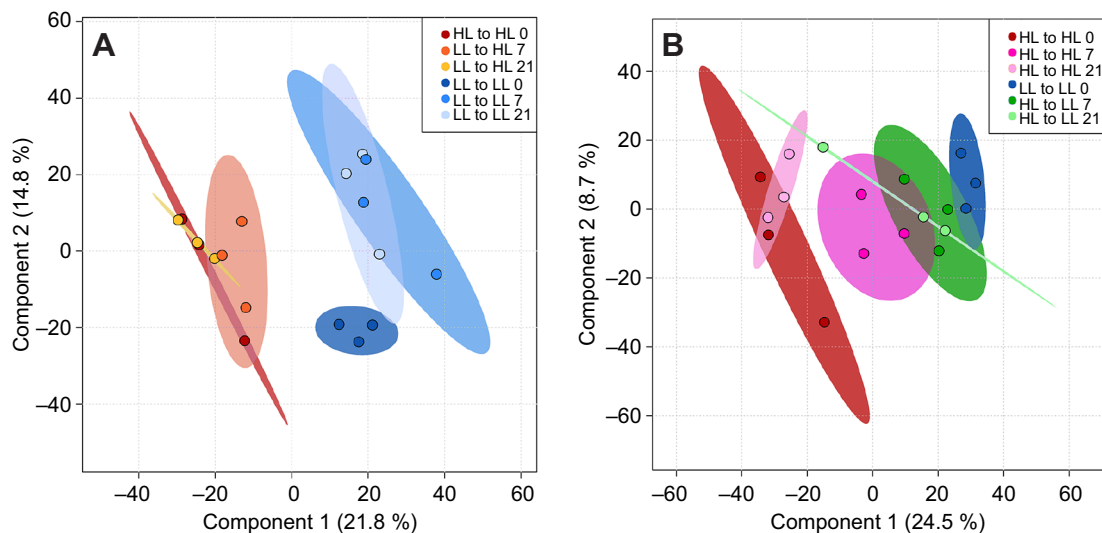 A
HL to HL 0
LL to HL 7
LL to HL 21
LL to LL 0
LL to LL 7
LL to LL 21
60
40
20
0
–20
–40
Component 2 (14.8 %)
–40
–20
0
20
40
60
Component 1 (21.8 %)
B
HL to HL 0
HL to HL 7
HL to HL 21
LL to LL 0
HL to LL 7
HL to LL 21
40
20
0
–20
–40
–60
Component 2 (8.7 %)
–60
–40
–20
0
20
40
60
Component 1 (24.5 %)